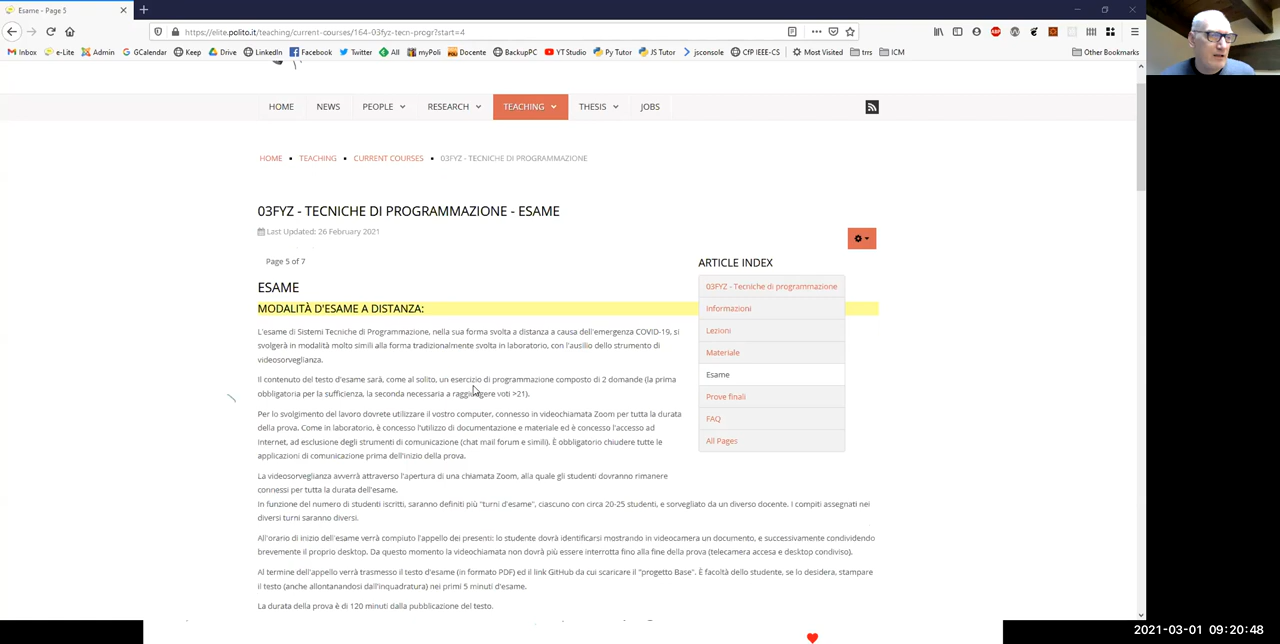 Esame - Page 5
https://elite.polito.it/teaching/current-courses/164-03fyz-tecn-progr?start=4
Inbox e-Lite Admin GCalendar Keep Drive LinkedIn Facebook Twitter All myPoli Docente BackupPC YT Studio Py Tutor JS Tutor jsconsole CfP IEEE-CS Most Visited trs ICM Other Bookmarks
HOME NEWS PEOPLE RESEARCH TEACHING THESIS JOBS
HOME • TEACHING • CURRENT COURSES • 03FYZ - TECNICHE DI PROGRAMMAZIONE
03FYZ - TECNICHE DI PROGRAMMAZIONE - ESAME
Last Updated: 26 February 2021
Page 5 of 7
ESAME
MODALITÀ D'ESAME A DISTANZA:
L'esame di Sistemi Tecniche di Programmazione, nella sua forma svolta a distanza a causa dell'emergenza COVID-19, si
svolgerà in modalità molto simili alla forma tradizionalmente svolta in laboratorio, con l'ausilio dello strumento di
videosorveglianza.
Il contenuto del testo d'esame sarà, come al solito, un esercizio di programmazione composto di 2 domande (la prima
obbligatoria per la sufficienza, la seconda necessaria a raggiungere voti >21).
Per lo svolgimento del lavoro dovrete utilizzare il vostro computer, connesso in videochiamata Zoom per tutta la durata
della prova. Come in laboratorio, è concesso l'utilizzo di documentazione e materiale ed è concesso l'accesso ad
Internet, ad esclusione degli strumenti di comunicazione (chat mail forum e simili). È obbligatorio chiudere tutte le
applicazioni di comunicazione prima dell'inizio della prova.
La videosorveglianza avverrà attraverso l'apertura di una chiamata Zoom, alla quale gli studenti dovranno rimanere
connessi per tutta la durata dell'esame.
In funzione del numero di studenti iscritti, saranno definiti più "turni d'esame", ciascuno con circa 20-25 studenti, e sorvegliato da un diverso docente. I compiti assegnati nei
diversi turni saranno diversi.
All'orario di inizio dell'esame verrà compiuto l'appello dei presenti: lo studente dovrà identificarsi mostrando in videocamera un documento, e successivamente condividendo
brevemente il proprio desktop. Da questo momento la videochiamata non dovrà più essere interrotta fino alla fine della prova (telecamera accesa e desktop condiviso).
Al termine dell'appello verrà trasmesso il testo d'esame (in formato PDF) ed il link GitHub da cui scaricare il "progetto Base". È facoltà dello studente, se lo desidera, stampare
il testo (anche allontanandosi dall'inquadratura) nei primi 5 minuti d'esame.
La durata della prova è di 120 minuti dalla pubblicazione del testo.
ARTICLE INDEX
03FYZ - Tecniche di programmazione
Informazioni
Lezioni
Materiale
Esame
Prove finali
FAQ
All Pages
2021-03-01 09:20:48